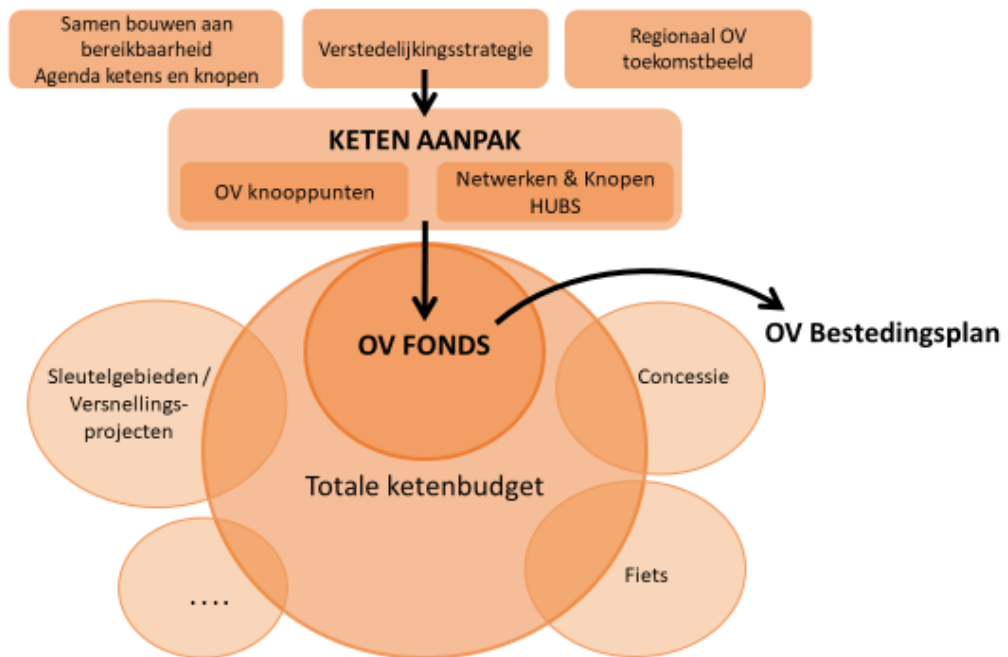 Samen bouwen aan
bereikbaarheid
Agenda ketens en knopen
Verstedelijkingsstrategie
Regionaal OV
toekomstbeeld
KETEN AANPAK
OV knooppunten
Netwerken & Knopen
HUBS
OV FONDS
OV Bestedingsplan
Sleutelgebieden /
Versnellings-
projecten
Concessie
Totale ketenbudget
Fiets
....